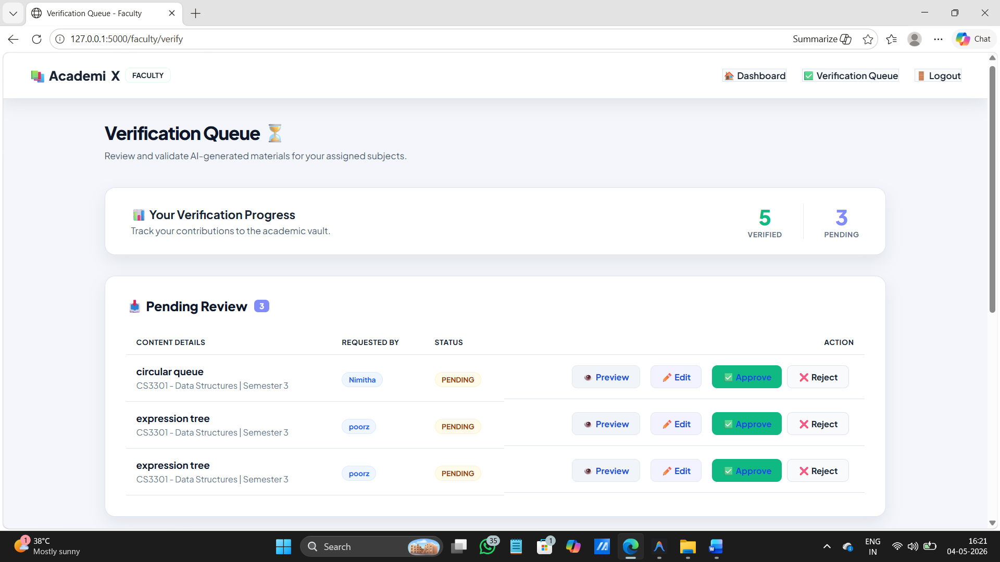 Verification Queue - Faculty
127.0.0.1:5000/faculty/verify
Summarize
Chat
Academi X FACULTY
Dashboard
Verification Queue
Logout
Verification Queue
Review and validate AI-generated materials for your assigned subjects.
Your Verification Progress
Track your contributions to the academic vault.
5
VERIFIED
3
PENDING
Pending Review 3
CONTENT DETAILS REQUESTED BY STATUS ACTION
circular queue
CS3301 - Data Structures | Semester 3
Nimitha PENDING Preview Edit Approve Reject
expression tree
CS3301 - Data Structures | Semester 3
poorz PENDING Preview Edit Approve Reject
expression tree
CS3301 - Data Structures | Semester 3
poorz PENDING Preview Edit Approve Reject
1
38°C
Mostly sunny
Search
35
1
W
ENG
IN
16:21
04-05-2026